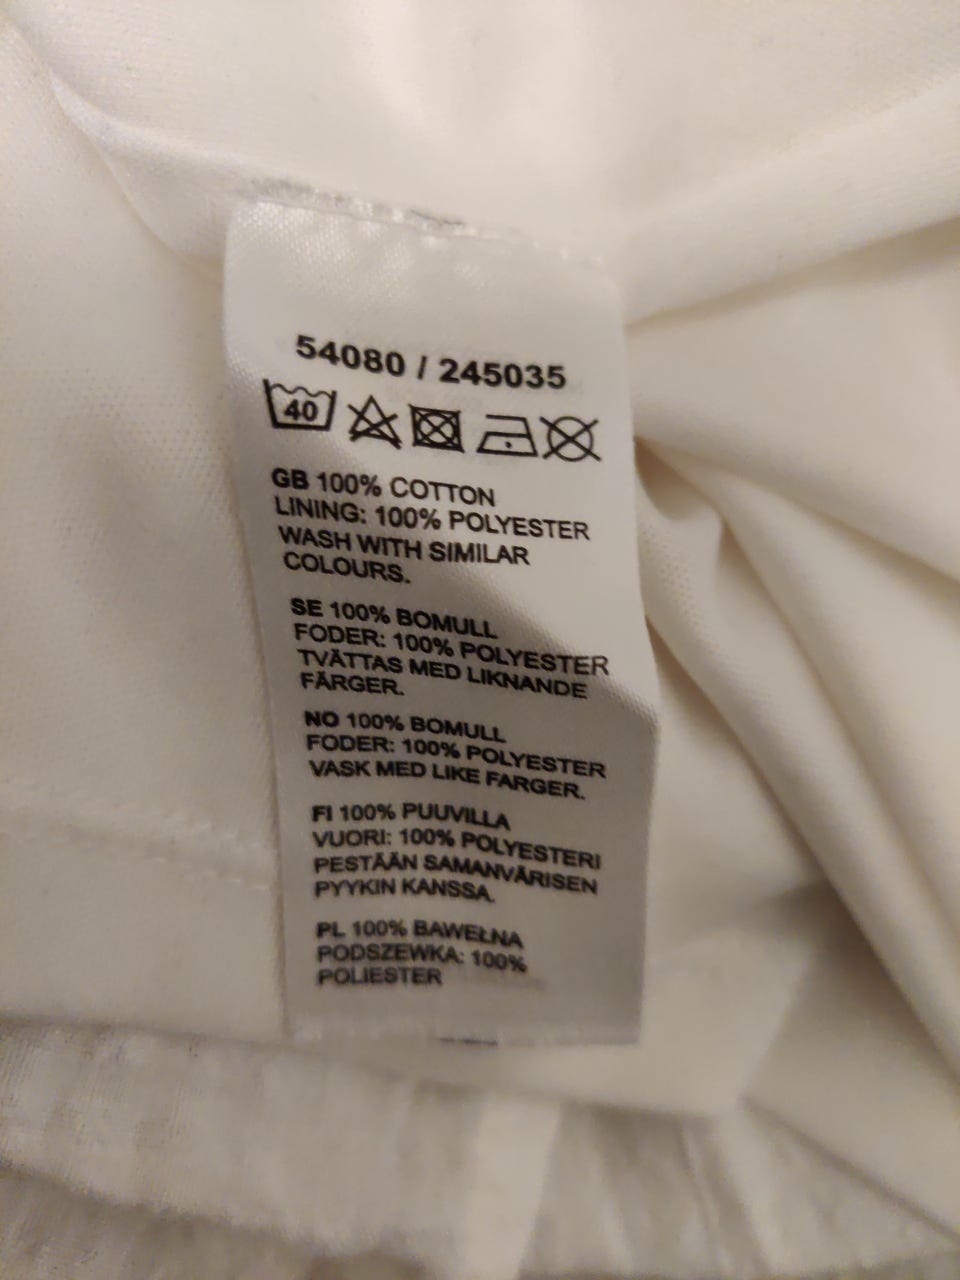 54080 / 245035
40
GB 100% COTTON
LINING: 100% POLYESTER
WASH WITH SIMILAR
COLOURS.
SE 100% BOMULL
FODER: 100% POLYESTER
TVÄTTAS MED LIKNANDE
FÄRGER.
NO 100% BOMULL
FODER: 100% POLYESTER
VASK MED LIKE FARGER.
FI 100% PUUVILLA
VUORI: 100% POLYESTERI
PESTÄÄN SAMANVÄRISEN
PYYKIN KANSSA.
PL 100% BAWEŁNA
PODSZEWKA: 100%
POLIESTER